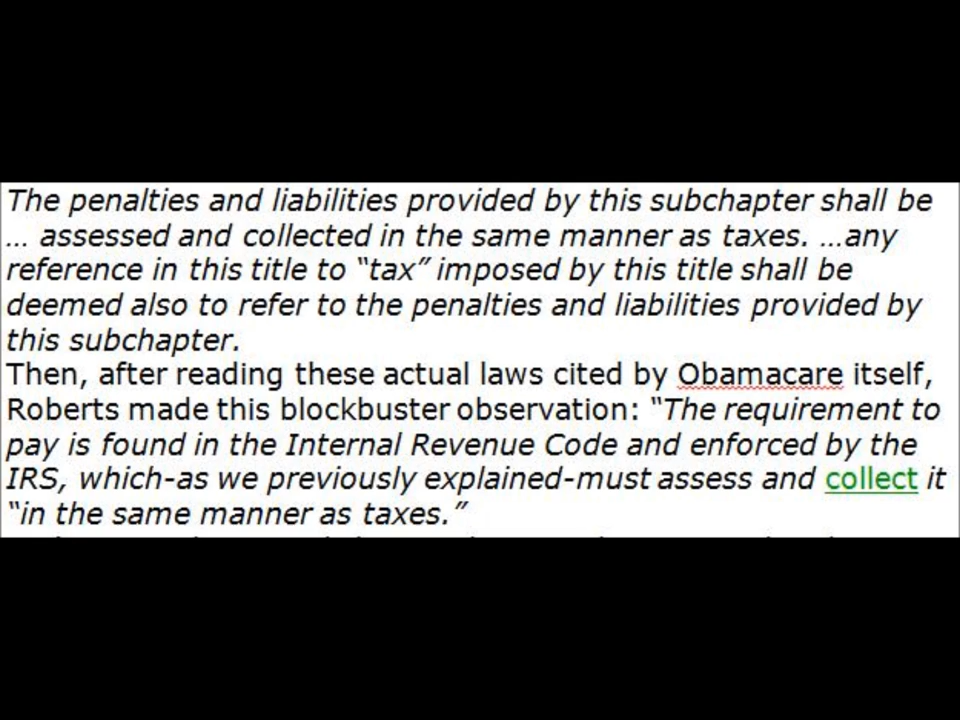 The penalties and liabilities provided by this subchapter shall be
… assessed and collected in the same manner as taxes. …any
reference in this title to “tax” imposed by this title shall be
deemed also to refer to the penalties and liabilities provided by
this subchapter.
Then, after reading these actual laws cited by Obamacare itself,
Roberts made this blockbuster observation: “The requirement to
pay is found in the Internal Revenue Code and enforced by the
IRS, which-as we previously explained-must assess and collect it
“in the same manner as taxes.”